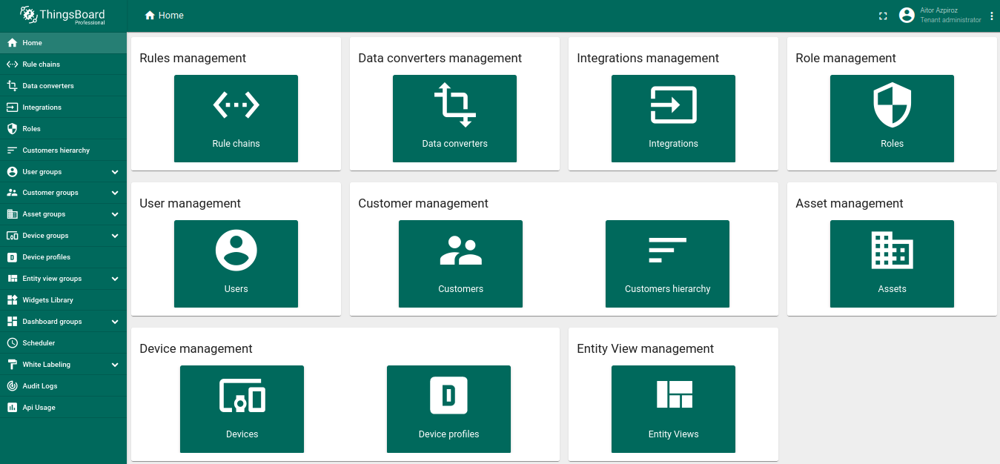 ThingsBoard
Professional
Home
Aitor Azpiroz
Tenant administrator
Home
Rule chains
Data converters
Integrations
Roles
Customers hierarchy
User groups
Customer groups
Asset groups
Device groups
D
Device profiles
Entity view groups
Widgets Library
Dashboard groups
Scheduler
White Labeling
Audit Logs
Api Usage
Rules management
Rule chains
Data converters management
Data converters
Integrations management
Integrations
Role management
Roles
User management
Users
Customer management
Customers
Customers hierarchy
Asset management
Assets
Device management
Devices
D
Device profiles
Entity View management
Entity Views